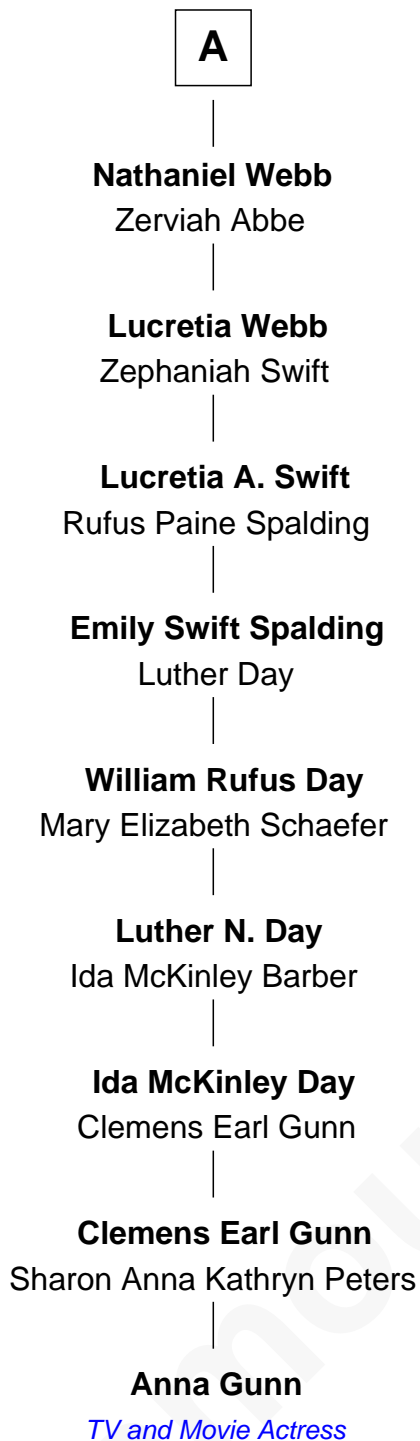 A
Nathaniel Webb
Zerviah Abbe
Lucretia Webb
Zephaniah Swift
Lucretia A. Swift
Rufus Paine Spalding
Emily Swift Spalding
Luther Day
William Rufus Day
Mary Elizabeth Schaefer
Luther N. Day
Ida McKinley Barber
Ida McKinley Day
Clemens Earl Gunn
Clemens Earl Gunn
Sharon Anna Kathryn Peters
Anna Gunn
TV and Movie Actress